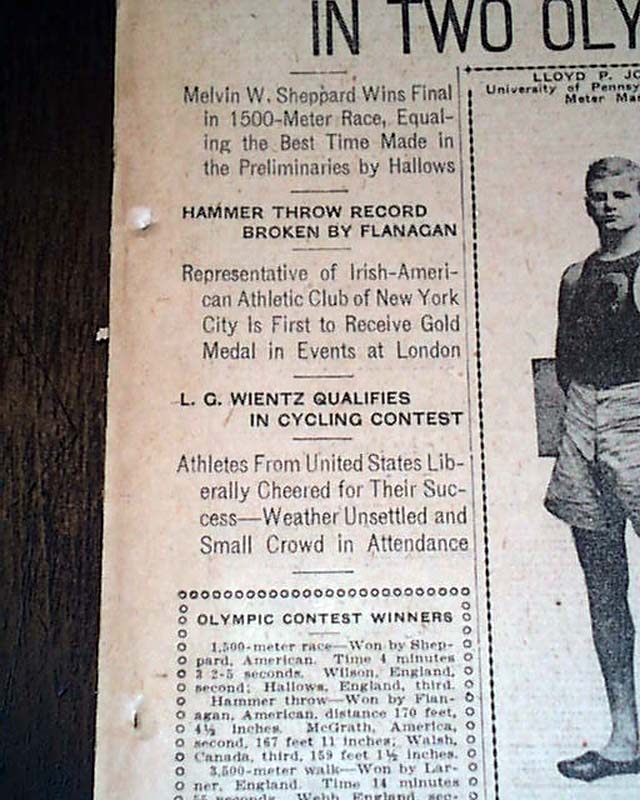 IN TWO OLY
Melvin W. Sheppard Wins Final
in 1500-Meter Race, Equal-
ing the Best Time Made in
the Preliminaries by Hallows
HAMMER THROW RECORD
BROKEN BY FLANAGAN
Representative of Irish-Ameri-
can Athletic Club of New York
City Is First to Receive Gold
Medal in Events at London
L. G. WIENTZ QUALIFIES
IN CYCLING CONTEST
Athletes From United States Lib-
erally Cheered for Their Suc-
cess—Weather Unsettled and
Small Crowd in Attendance
OLYMPIC CONTEST WINNERS
1,500-meter race—Won by Shep-
pard, American. Time 4 minutes
3 2-5 seconds. Wilson, England,
second; Hallows, England, third.
Hammer throw—Won by Flan-
agan, American, distance 170 feet,
4½ inches. McGrath, America,
second, 167 feet 11 inches; Walsh,
Canada, third, 159 feet 1½ inches.
3,500-meter walk—Won by Lar-
ner, England. Time 14 minutes
55 seconds. Webb, England, sec-
LLOYD P. JO
University of Pennsy
Meter Ma